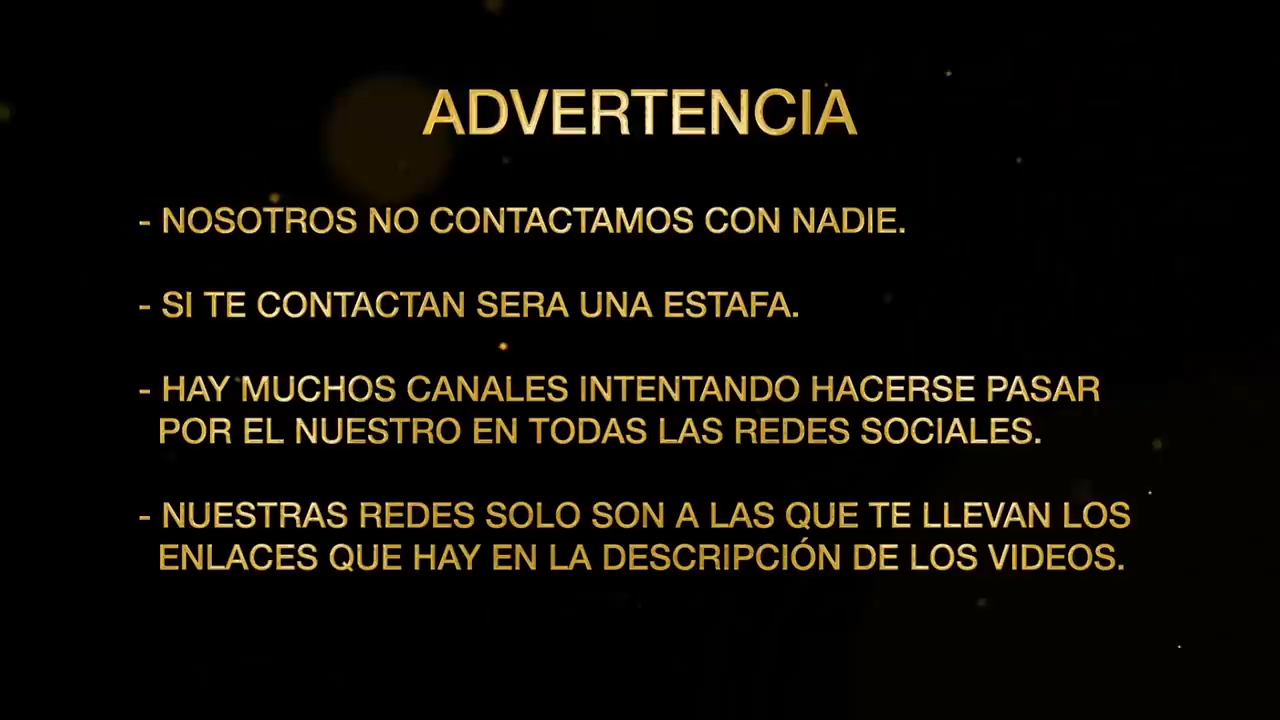 ADVERTENCIA
- NOSOTROS NO CONTACTAMOS CON NADIE.
- SI TE CONTACTAN SERA UNA ESTAFA.
- HAY MUCHOS CANALES INTENTANDO HACERSE PASAR
POR EL NUESTRO EN TODAS LAS REDES SOCIALES.
- NUESTRAS REDES SOLO SON A LAS QUE TE LLEVAN LOS
ENLACES QUE HAY EN LA DESCRIPCIÓN DE LOS VIDEOS.